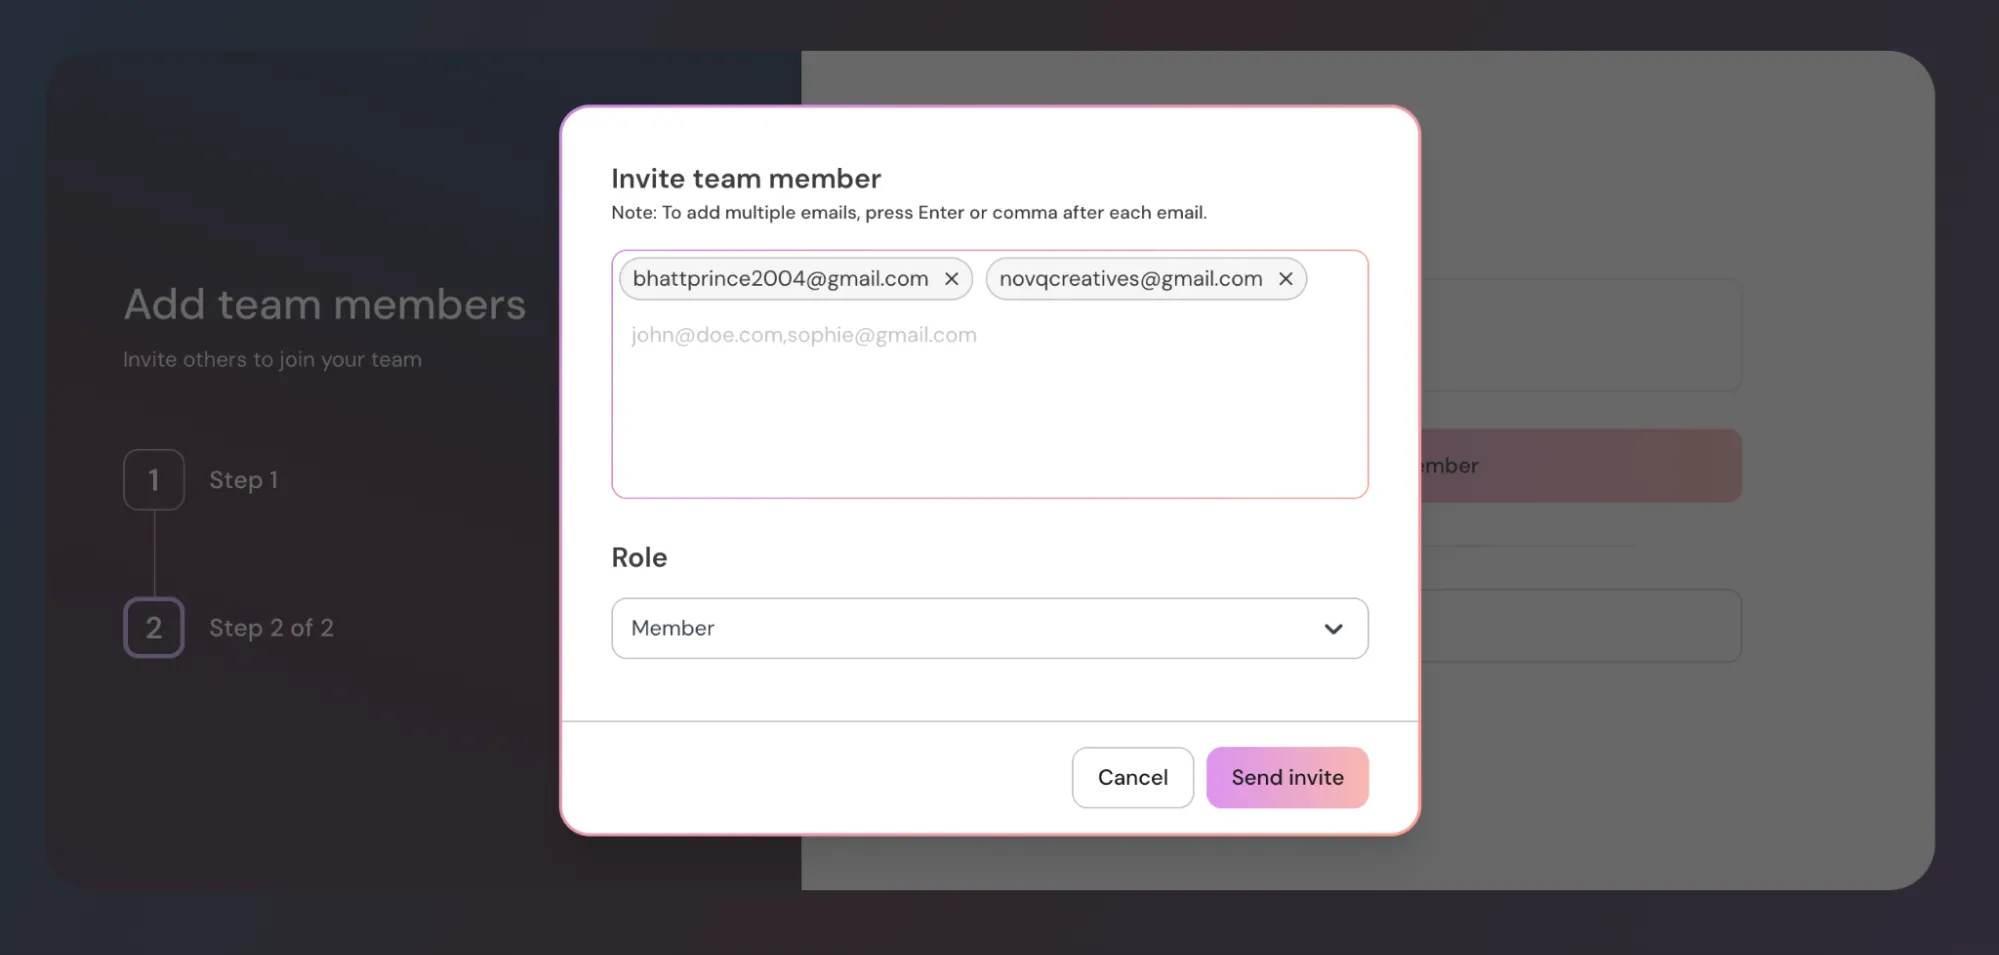 Add team members
Invite others to join your team
1 Step 1
2 Step 2 of 2
Invite team member
Note: To add multiple emails, press Enter or comma after each email.
bhattprince2004@gmail.com novqcreatives@gmail.com
john@doe.com,sophie@gmail.com
Role
Member
Cancel Send invite
ember